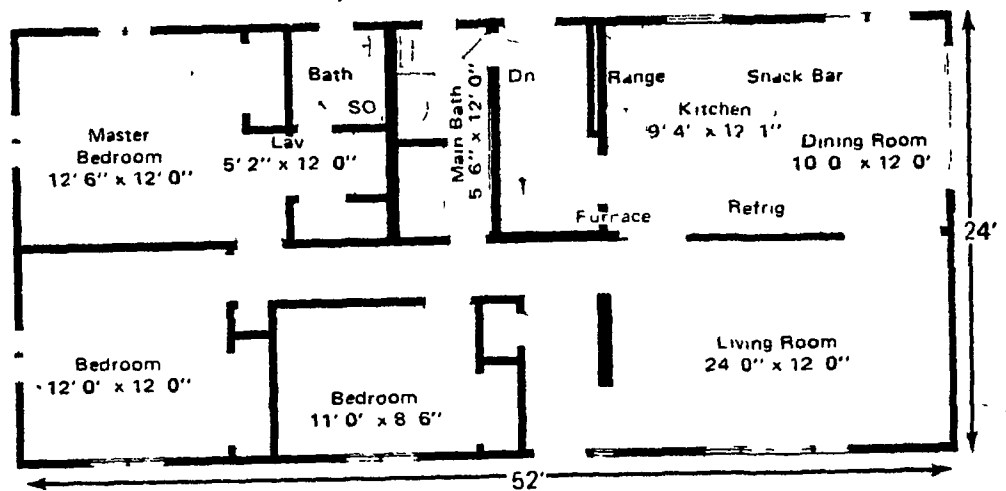 Bath
SO
Dn
Range
Snack Bar
Kitchen
9' 4' x 12 1''
Master
Bedroom
12' 6'' x 12' 0''
Lav
5' 2'' x 12 0''
Main Bath
5 6'' x 12' 0''
Dining Room
10 0 x 12 0'
Furnace
Refrig
24'
Bedroom
12' 0' x 12 0''
Bedroom
11' 0' x 8 6''
Living Room
24 0'' x 12 0''
52'